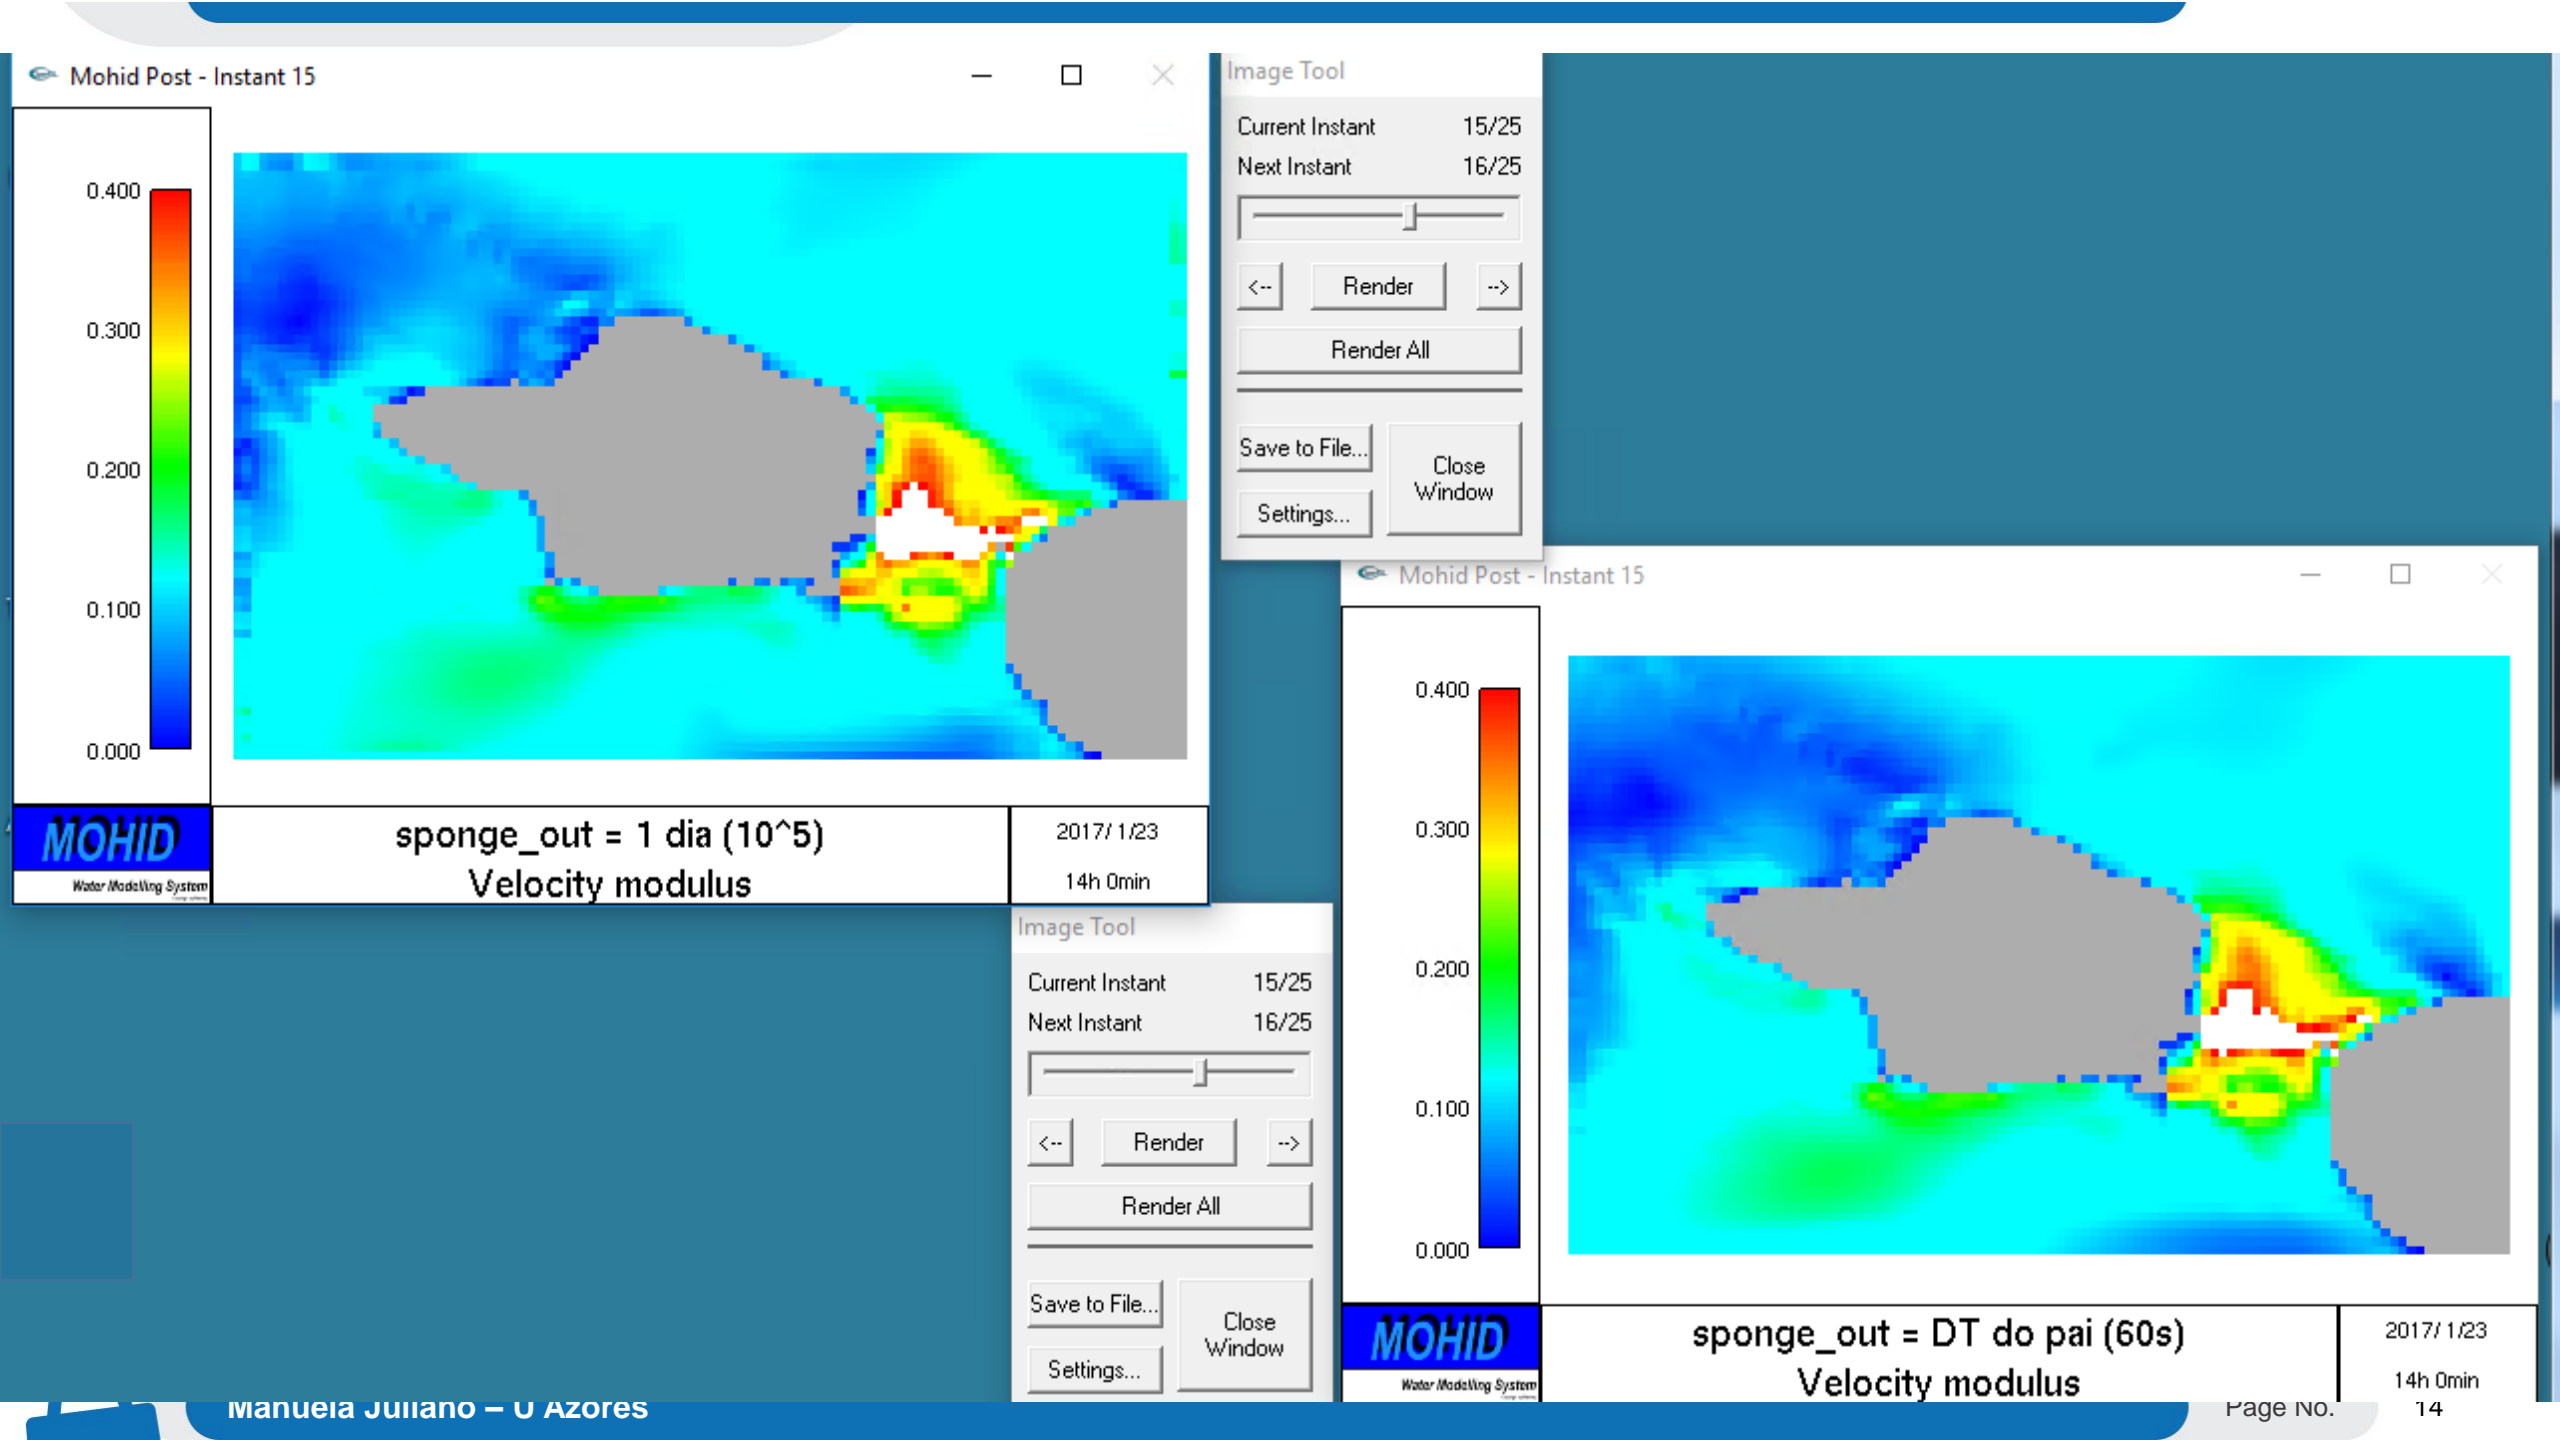 Mohid Post - Instant 15
0.400
0.300
0.200
0.100
0.000
MOHID
Water Modelling System
sponge_out = 1 dia (10^5)
Velocity modulus
2017/ 1/23
14h 0min
Image Tool
Current Instant 15/25
Next Instant 16/25
<-- Render -->
Render All
Save to File...
Close
Window
Settings...
Image Tool
Current Instant 15/25
Next Instant 16/25
<-- Render -->
Render All
Save to File...
Close
Window
Settings...
Mohid Post - Instant 15
0.400
0.300
0.200
0.100
0.000
MOHID
Water Modelling System
sponge_out = DT do pai (60s)
Velocity modulus
2017/ 1/23
14h 0min
Manuela Juliano – U Azores
Page No. 14